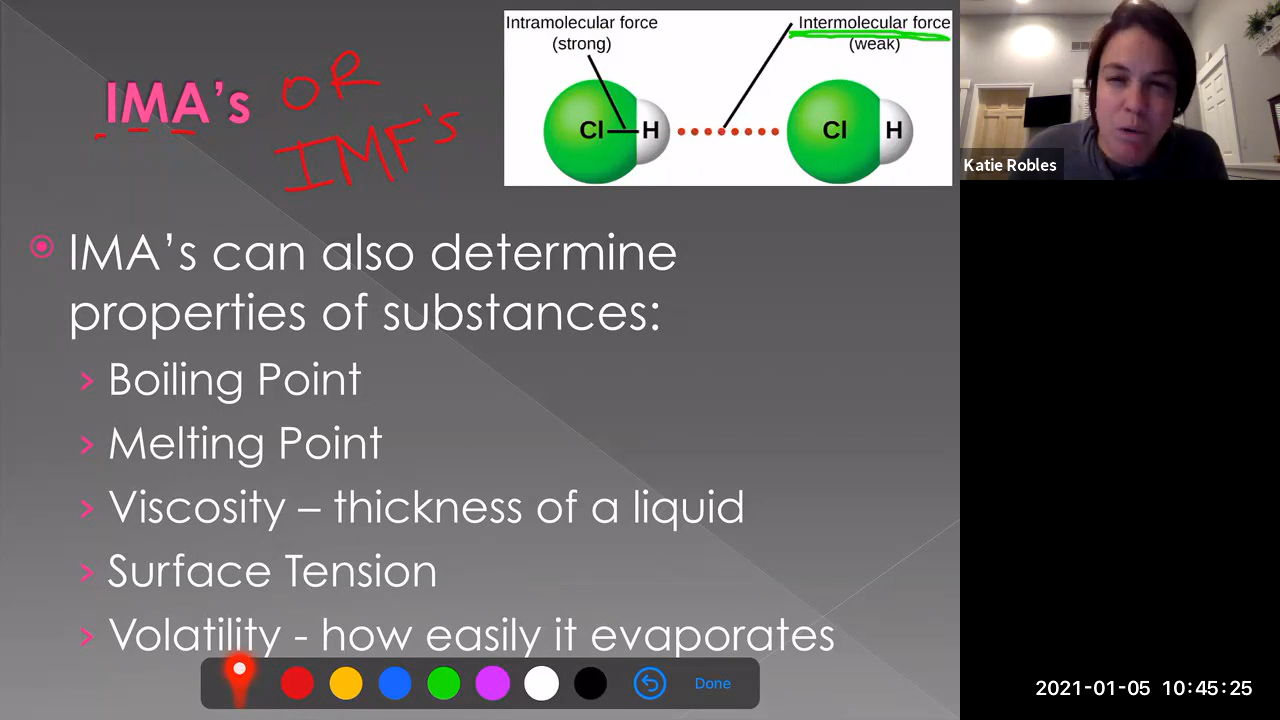 IMA's OR
IMF's
Intramolecular force
(strong)
Intermolecular force
(weak)
Cl H Cl H
Katie Robles
IMA's can also determine
properties of substances:
› Boiling Point
› Melting Point
› Viscosity – thickness of a liquid
› Surface Tension
› Volatility - how easily it evaporates
Done
2021-01-05 10:45:25